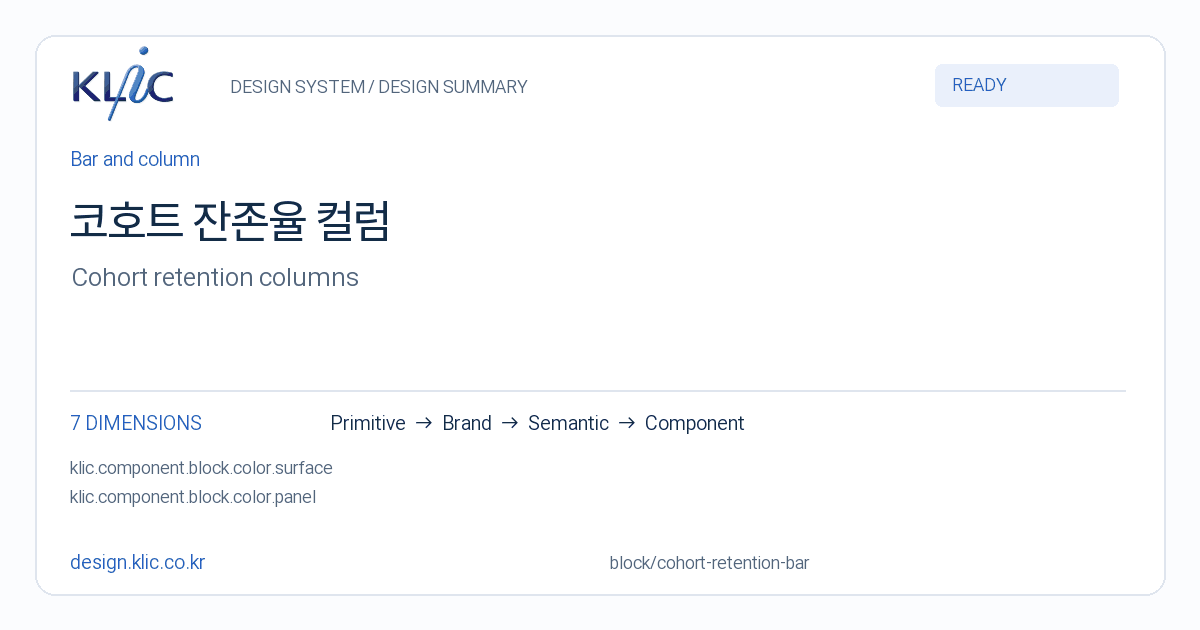 KLIC
DESIGN SYSTEM / DESIGN SUMMARY
READY
Bar and column
코호트 잔존율 컬럼
Cohort retention columns
7 DIMENSIONS
Primitive → Brand → Semantic → Component
klic.component.block.color.surface
klic.component.block.color.panel
design.klic.co.kr
block/cohort-retention-bar